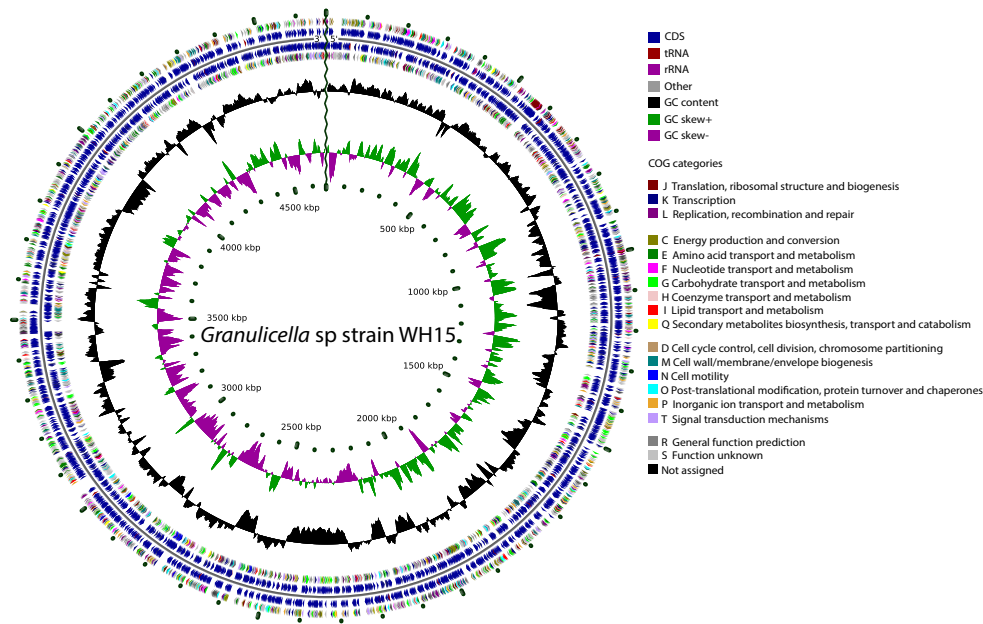 3' 5'
4500 kbp
500 kbp
4000 kbp
1000 kbp
3500 kbp
Granulicella sp strain WH15
1500 kbp
3000 kbp
2000 kbp
2500 kbp
CDS
tRNA
rRNA
Other
GC content
GC skew+
GC skew-
COG categories
J Translation, ribosomal structure and biogenesis
K Transcription
L Replication, recombination and repair
C Energy production and conversion
E Amino acid transport and metabolism
F Nucleotide transport and metabolism
G Carbohydrate transport and metabolism
H Coenzyme transport and metabolism
I Lipid transport and metabolism
Q Secondary metabolites biosynthesis, transport and catabolism
D Cell cycle control, cell division, chromosome partitioning
M Cell wall/membrane/envelope biogenesis
N Cell motility
O Post-translational modification, protein turnover and chaperones
P Inorganic ion transport and metabolism
T Signal transduction mechanisms
R General function prediction
S Function unknown
Not assigned